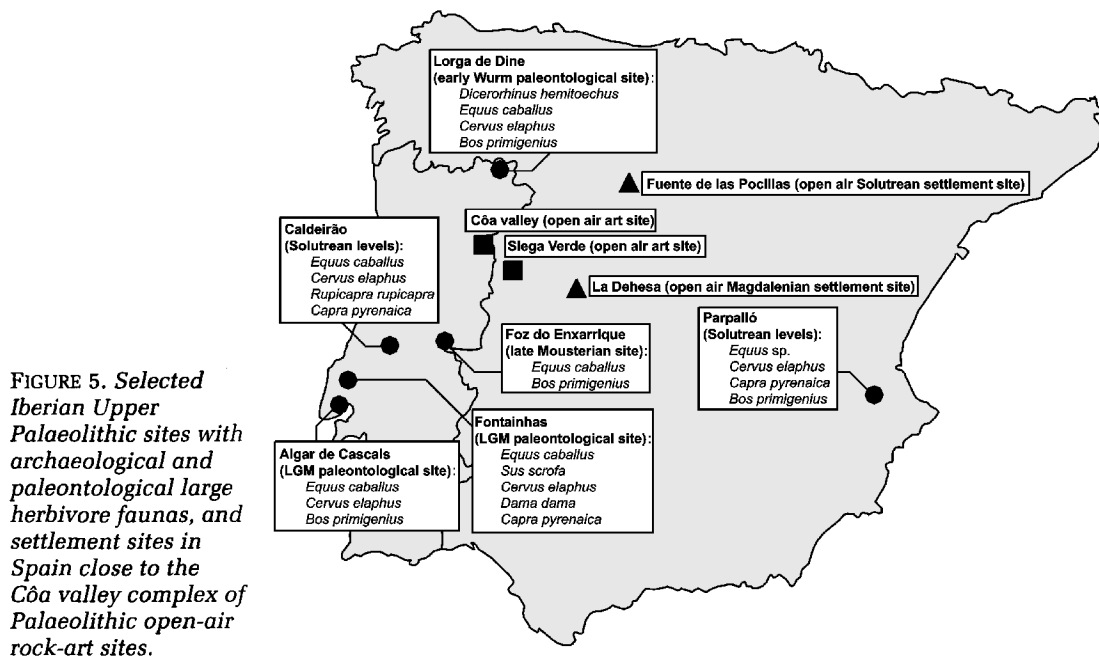 Lorga de Dine
(early Wurm paleontological site):
Dicerorhinus hemitoechus
Equus caballus
Cervus elaphus
Bos primigenius
Fuente de las Pocillas (open air Solutrean settlement site)
Côa valley (open air art site)
Siega Verde (open air art site)
Caldeirão
(Solutrean levels):
Equus caballus
Cervus elaphus
Rupicapra rupicapra
Capra pyrenaica
La Dehesa (open air Magdalenian settlement site)
Foz do Enxarrique
(late Mousterian site):
Equus caballus
Bos primigenius
Parpalló
(Solutrean levels):
Equus sp.
Cervus elaphus
Capra pyrenaica
Bos primigenius
Fontainhas
(LGM paleontological site):
Equus caballus
Sus scrofa
Cervus elaphus
Dama dama
Capra pyrenaica
Algar de Cascais
(LGM paleontological site):
Equus caballus
Cervus elaphus
Bos primigenius
FIGURE 5. Selected
Iberian Upper
Palaeolithic sites with
archaeological and
paleontological large
herbivore faunas, and
settlement sites in
Spain close to the
Côa valley complex of
Palaeolithic open-air
rock-art sites.